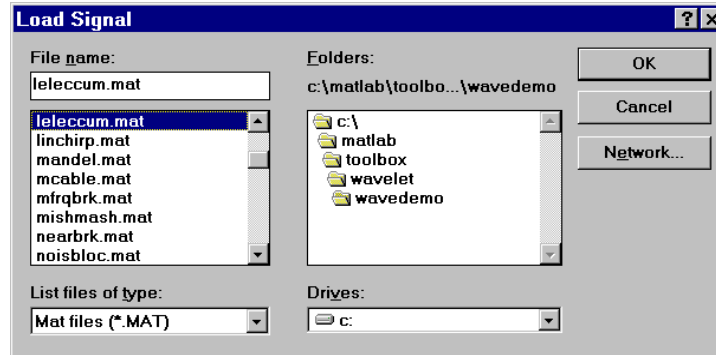 Load Signal
File name:
leleccum.mat
leleccum.mat
linchirp.mat
mandel.mat
mcable.mat
mfrqbrk.mat
mishmash.mat
nearbrk.mat
noisbloc.mat
List files of type:
Mat files (*.MAT)
Folders:
c:\matlab\toolbo...\wavedemo
c:\
matlab
toolbox
wavelet
wavedemo
Drives:
c:
OK
Cancel
Network...